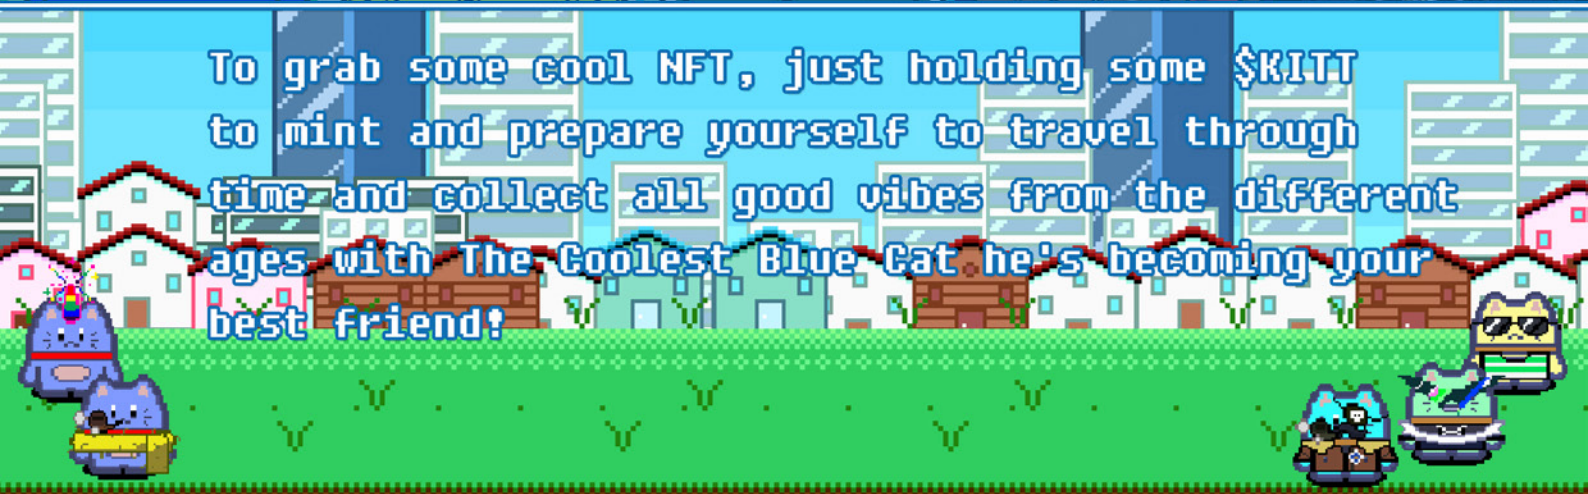 To grab some cool NFT, just holding some $KITT
to mint and prepare yourself to travel through
time and collect all good vibes from the different
ages with The Coolest Blue Cat he's becoming your
best friend!